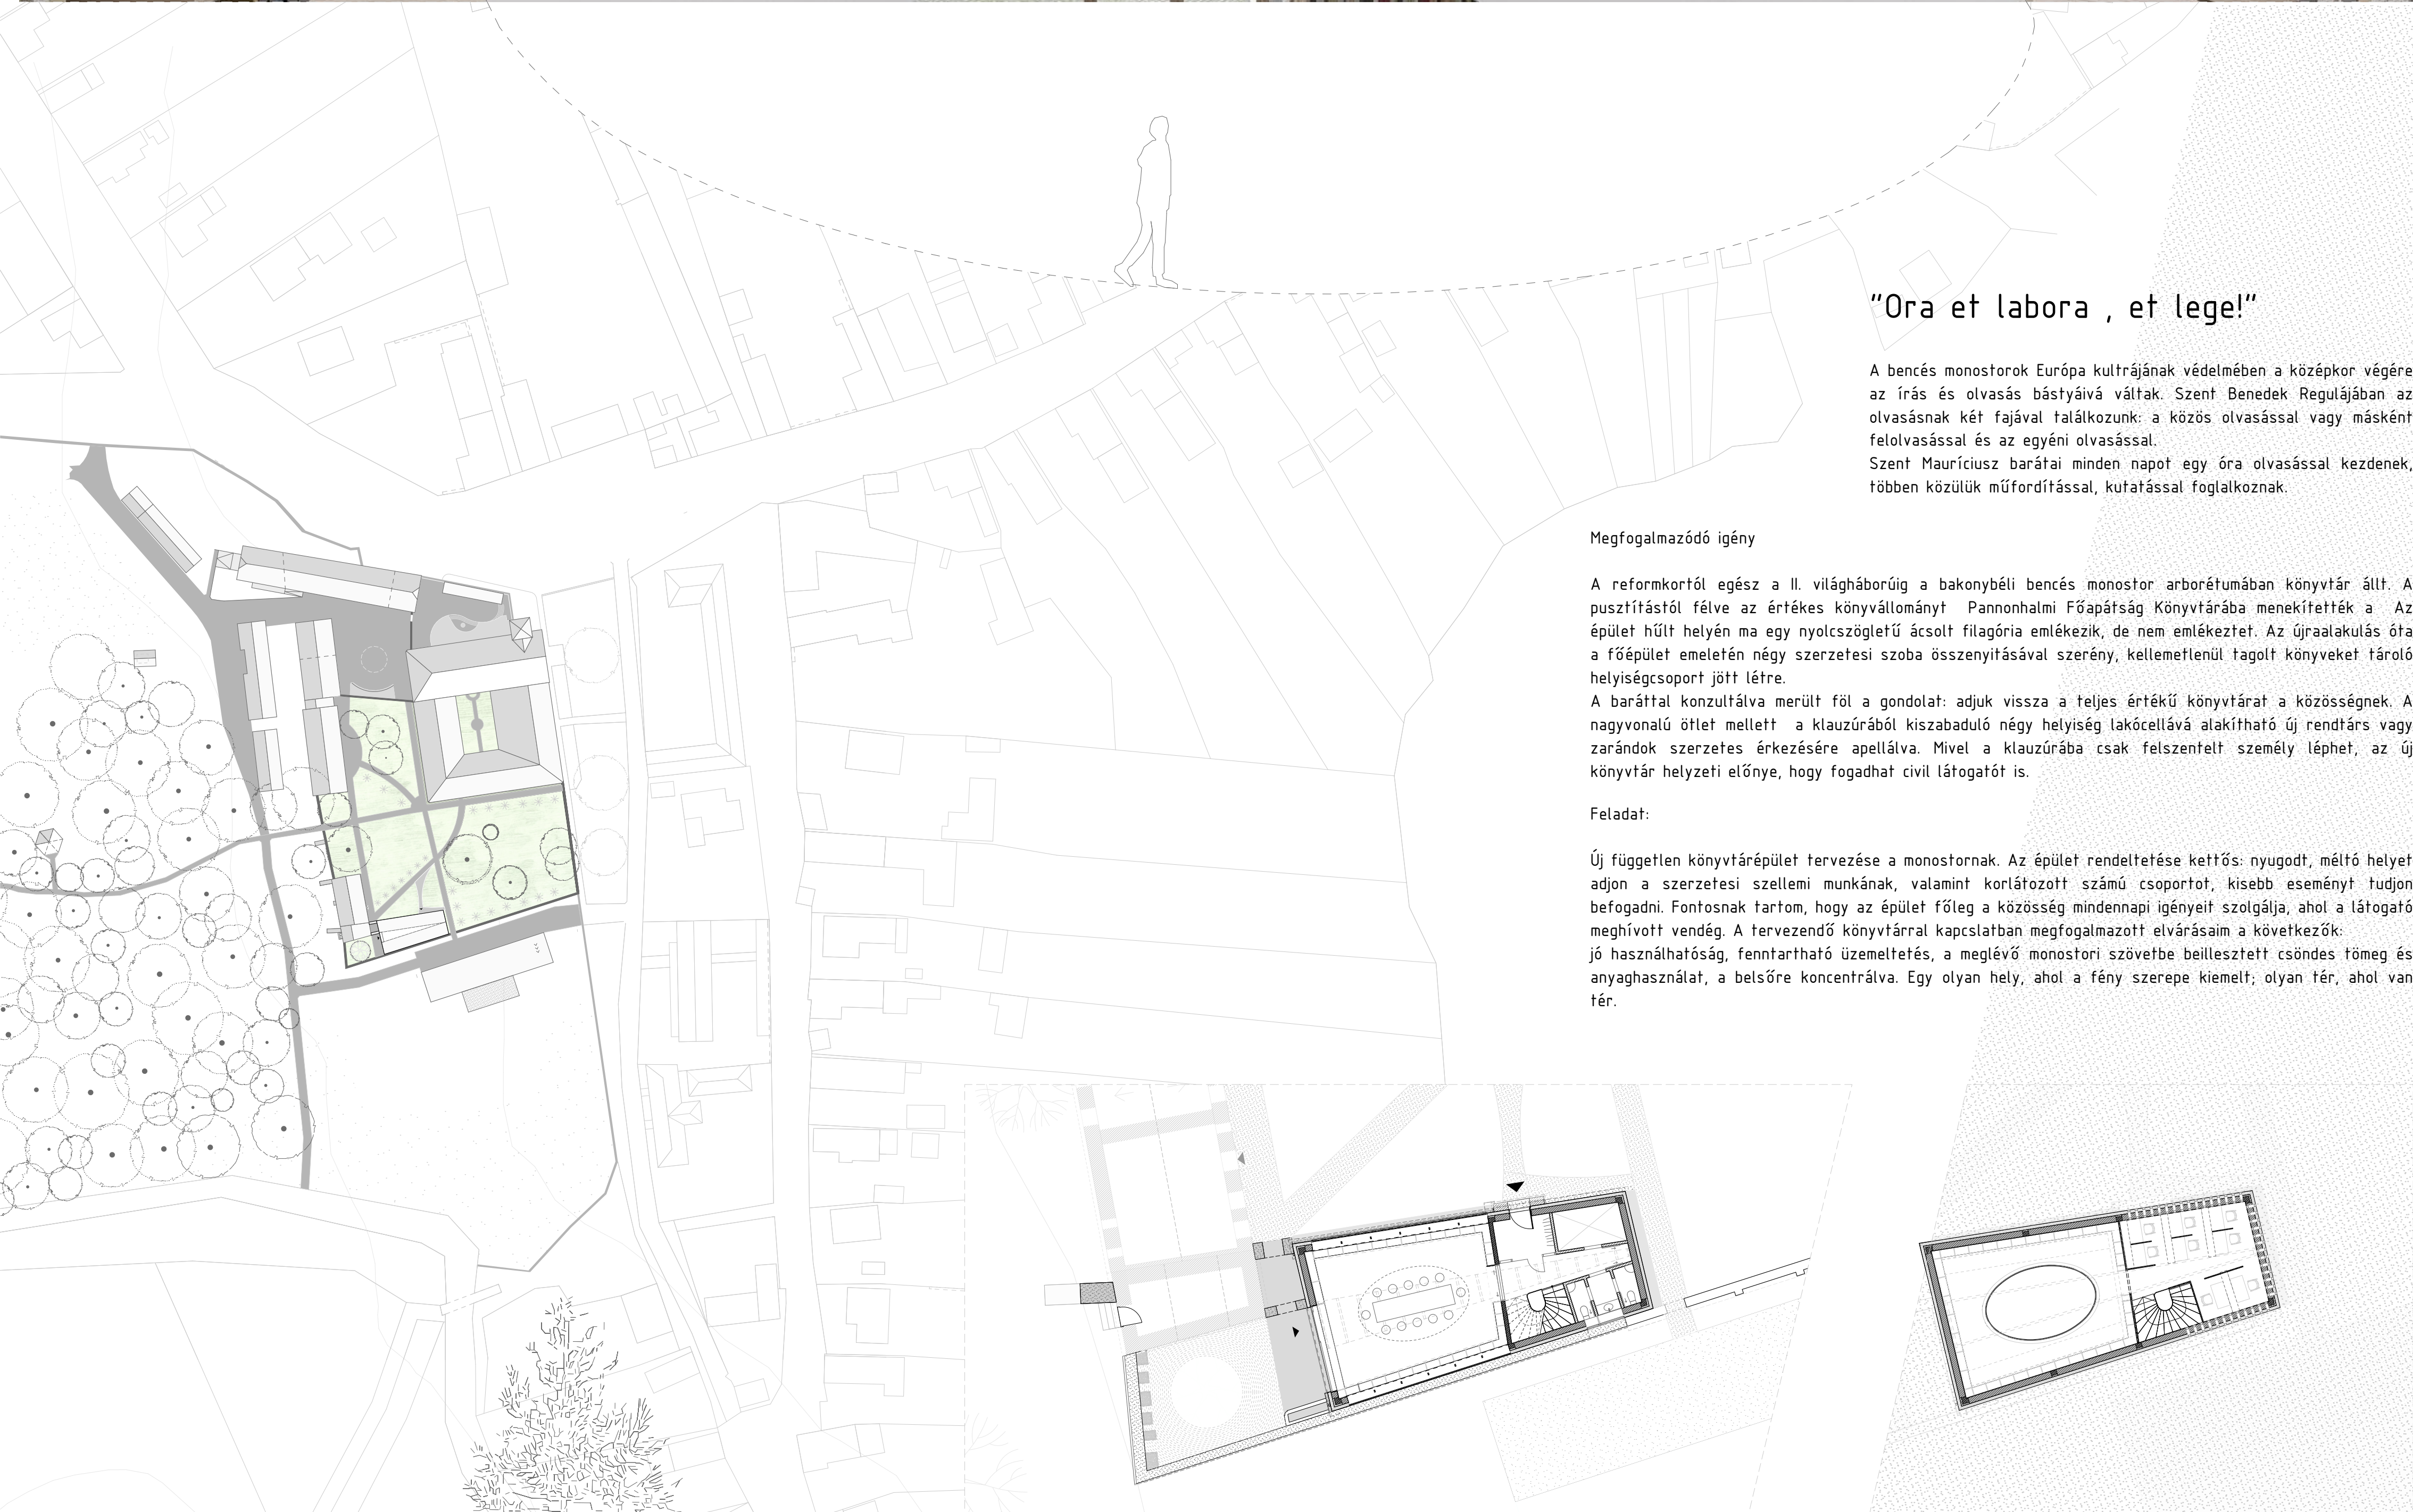 "Ora et labora , et lege!"
A bencés monostorok Európa kultrájának védelmében a középkor végére
az írás és olvasás bástyáivá váltak. Szent Benedek Regulájában az
olvasásnak két fajával találkozunk: a közös olvasással vagy másként
felolvasással és az egyéni olvasással.
Szent Mauríciusz barátai minden napot egy óra olvasással kezdenek,
többen közülük műfordítással, kutatással foglalkoznak.
Megfogalmazódó igény
A reformkortól egész a II. világháborúig a bakonybéli bencés monostor arborétumában könyvtár állt. A
pusztítástól félve az értékes könyvállományt Pannonhalmi Főapátság Könyvtárába menekítették a Az
épület hűlt helyén ma egy nyolcszögletű ácsolt filagória emlékezik, de nem emlékeztet. Az újraalakulás óta
a főépület emeletén négy szerzetesi szoba összenyitásával szerény, kellemetlenül tagolt könyveket tároló
helyiségcsoport jött létre.
A baráttal konzultálva merült föl a gondolat: adjuk vissza a teljes értékű könyvtárat a közösségnek. A
nagyvonalú ötlet mellett a klauzúrából kiszabaduló négy helyiség lakócellává alakítható új rendtárs vagy
zarándok szerzetes érkezésére apellálva. Mivel a klauzúrába csak felszentelt személy léphet, az új
könyvtár helyzeti előnye, hogy fogadhat civil látogatót is.
Feladat:
Új független könyvtárépület tervezése a monostornak. Az épület rendeltetése kettős: nyugodt, méltó helyet
adjon a szerzetesi szellemi munkának, valamint korlátozott számú csoportot, kisebb eseményt tudjon
befogadni. Fontosnak tartom, hogy az épület főleg a közösség mindennapi igényeit szolgálja, ahol a látogató
meghívott vendég. A tervezendő könyvtárral kapcslatban megfogalmazott elvárásaim a következők:
jó használhatóság, fenntartható üzemeltetés, a meglévő monostori szövetbe beillesztett csöndes tömeg és
anyaghasználat, a belsőre koncentrálva. Egy olyan hely, ahol a fény szerepe kiemelt; olyan tér, ahol van
tér.